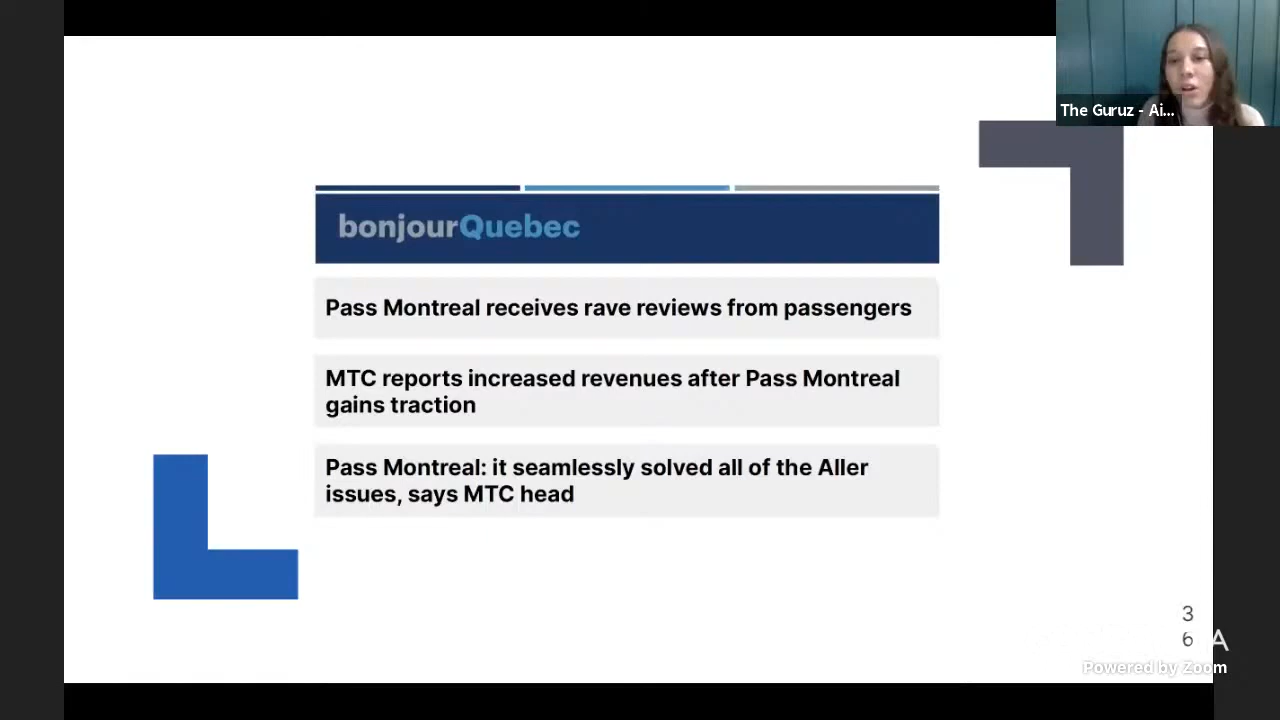 The Guruz - Ai...
bonjourQuebec
Pass Montreal receives rave reviews from passengers
MTC reports increased revenues after Pass Montreal
gains traction
Pass Montreal: it seamlessly solved all of the Aller
issues, says MTC head
3
6
A
Powered by Zoom